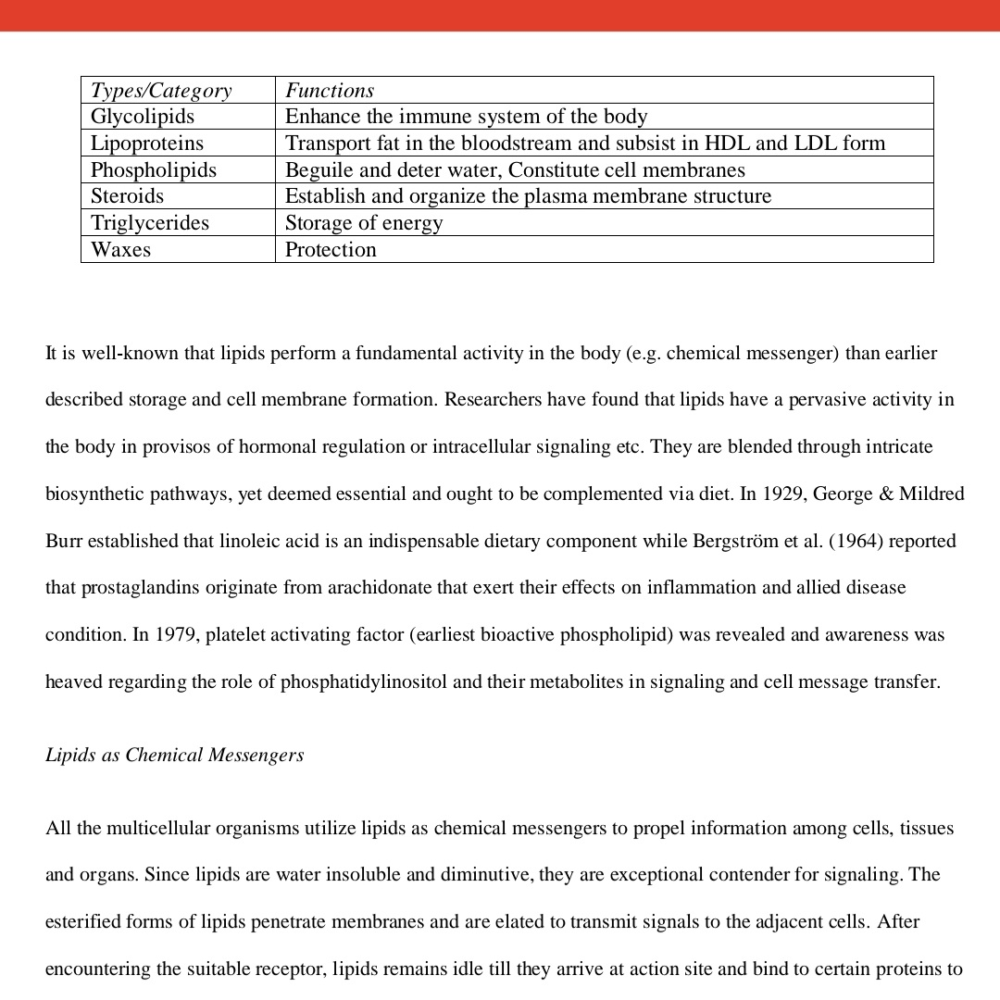 Types/Category Functions
Glycolipids Enhance the immune system of the body
Lipoproteins Transport fat in the bloodstream and subsist in HDL and LDL form
Phospholipids Beguile and deter water, Constitute cell membranes
Steroids Establish and organize the plasma membrane structure
Triglycerides Storage of energy
Waxes Protection
It is well-known that lipids perform a fundamental activity in the body (e.g. chemical messenger) than earlier
described storage and cell membrane formation. Researchers have found that lipids have a pervasive activity in
the body in provisos of hormonal regulation or intracellular signaling etc. They are blended through intricate
biosynthetic pathways, yet deemed essential and ought to be complemented via diet. In 1929, George & Mildred
Burr established that linoleic acid is an indispensable dietary component while Bergström et al. (1964) reported
that prostaglandins originate from arachidonate that exert their effects on inflammation and allied disease
condition. In 1979, platelet activating factor (earliest bioactive phospholipid) was revealed and awareness was
heaved regarding the role of phosphatidylinositol and their metabolites in signaling and cell message transfer.
Lipids as Chemical Messengers
All the multicellular organisms utilize lipids as chemical messengers to propel information among cells, tissues
and organs. Since lipids are water insoluble and diminutive, they are exceptional contender for signaling. The
esterified forms of lipids penetrate membranes and are elated to transmit signals to the adjacent cells. After
encountering the suitable receptor, lipids remains idle till they arrive at action site and bind to certain proteins to